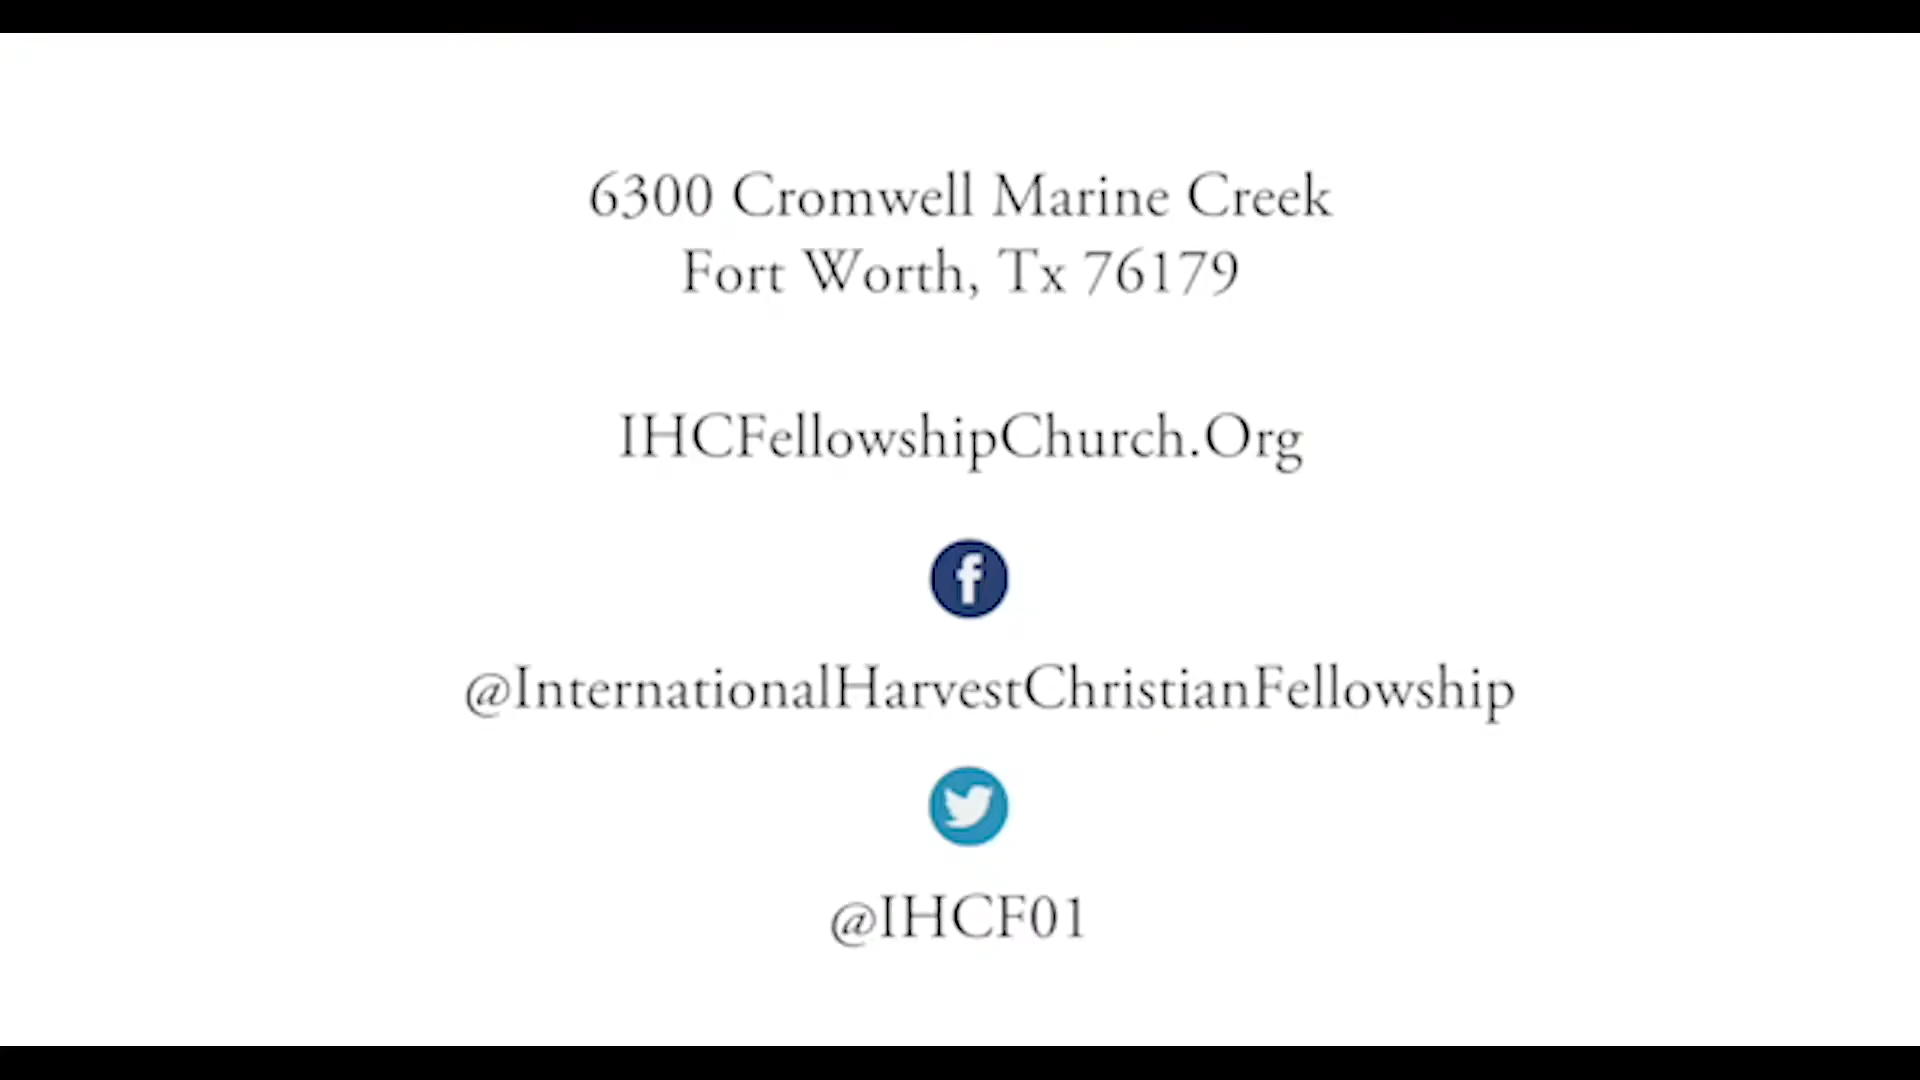 6300 Cromwell Marine Creek
Fort Worth, Tx 76179
IHCFellowshipChurch.Org
f
@InternationalHarvestChristianFellowship
@IHCF01